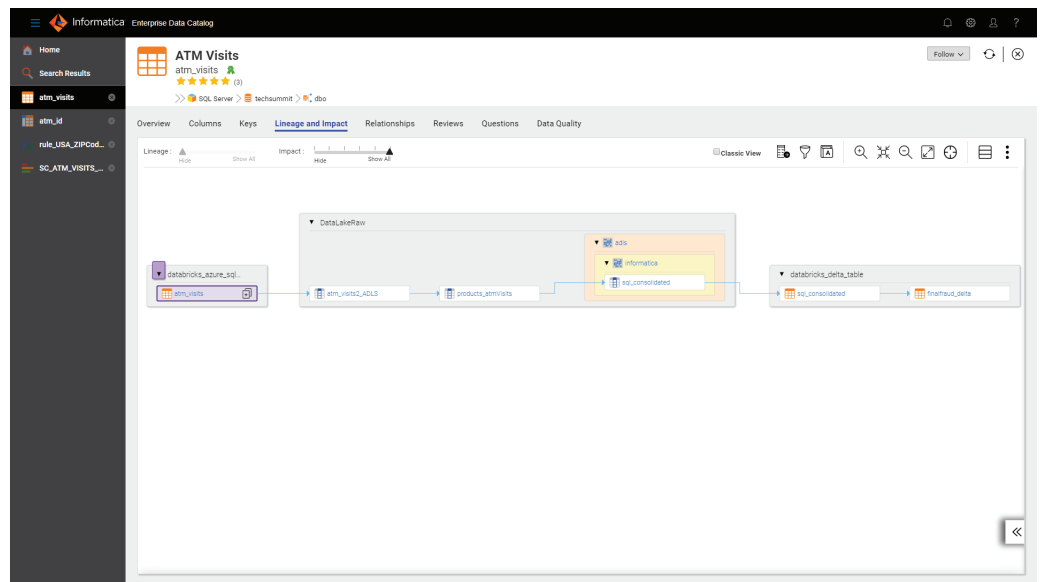 Informatica Enterprise Data Catalog
?
Home
Search Results
atm_visits
atm_id
rule_USA_ZIPCod...
SC_ATM_VISITS_...
ATM Visits
atm_visits
(3)
SQL Server > techsummit > dbo
Follow
Overview Columns Keys Lineage and Impact Relationships Reviews Questions Data Quality
Lineage: Hide Show All Impact: Hide Show All
Classic View
DataLakeRaw
adls
informatica
sql_consolidated
databricks_azure_sql..
atm_visits
atm_visits2_ADLS
products_atmVisits
databricks_delta_table
sql_consolidated
finalfraud_delta